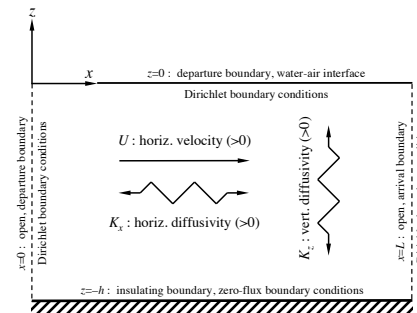 z
x
z=0 : departure boundary, water-air interface
Dirichlet boundary conditions
x=0 : open, departure boundary
Dirichlet boundary conditions
U : horiz. velocity (>0)
K_x : horiz. diffusivity (>0)
K_z : vert. diffusivity (>0)
x=L : open, arrival boundary
z=−h : insulating boundary, zero-flux boundary conditions